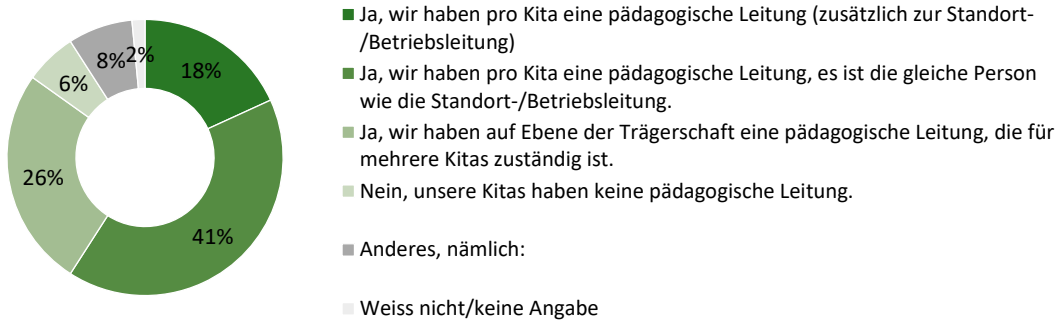 Ja, wir haben pro Kita eine pädagogische Leitung (zusätzlich zur Standort-
/Betriebsleitung)
Ja, wir haben pro Kita eine pädagogische Leitung, es ist die gleiche Person
wie die Standort-/Betriebsleitung.
Ja, wir haben auf Ebene der Trägerschaft eine pädagogische Leitung, die für
mehrere Kitas zuständig ist.
Nein, unsere Kitas haben keine pädagogische Leitung.
Anderes, nämlich:
Weiss nicht/keine Angabe
18%
41%
26%
6%
8%
2%